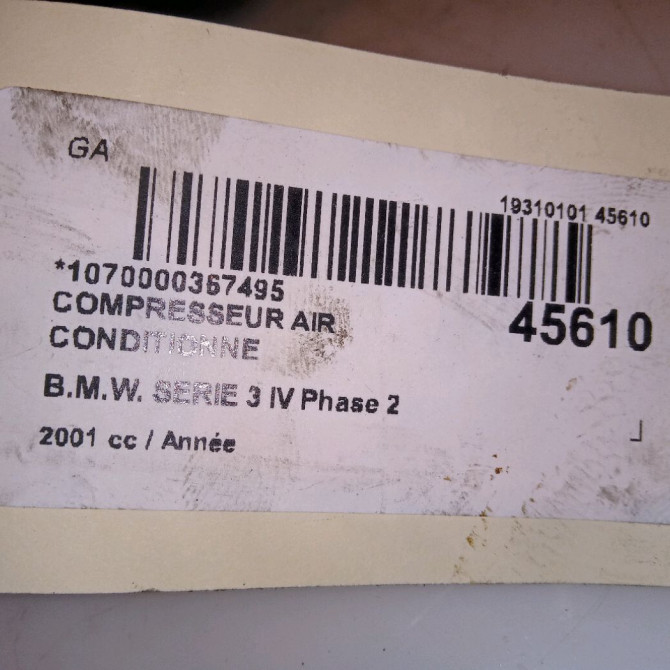 GA
19310101 45610
*1070000367495
45610
COMPRESSEUR AIR
CONDITIONNE
B.M.W. SERIE 3 IV Phase 2
2001 cc / Année